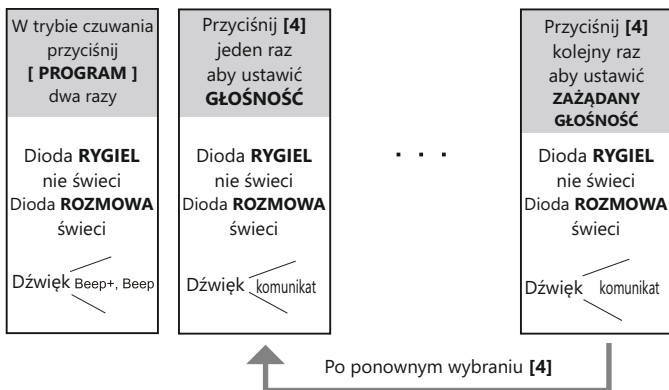 W trybie czuwania
przyciśnij
[ PROGRAM ]
dwa razy
Dioda RYGIEL
nie świeci
Dioda ROZMOWA
świeci
Dźwięk Beep+, Beep
Przyciśnij [4]
jeden raz
aby ustawić
GŁOŚNOŚĆ
Dioda RYGIEL
nie świeci
Dioda ROZMOWA
świeci
Dźwięk komunikat
. . .
Przyciśnij [4]
kolejny raz
aby ustawić
ZAŻĄDANY
GŁOŚNOŚĆ
Dioda RYGIEL
nie świeci
Dioda ROZMOWA
świeci
Dźwięk komunikat
Po ponownym wybraniu [4]